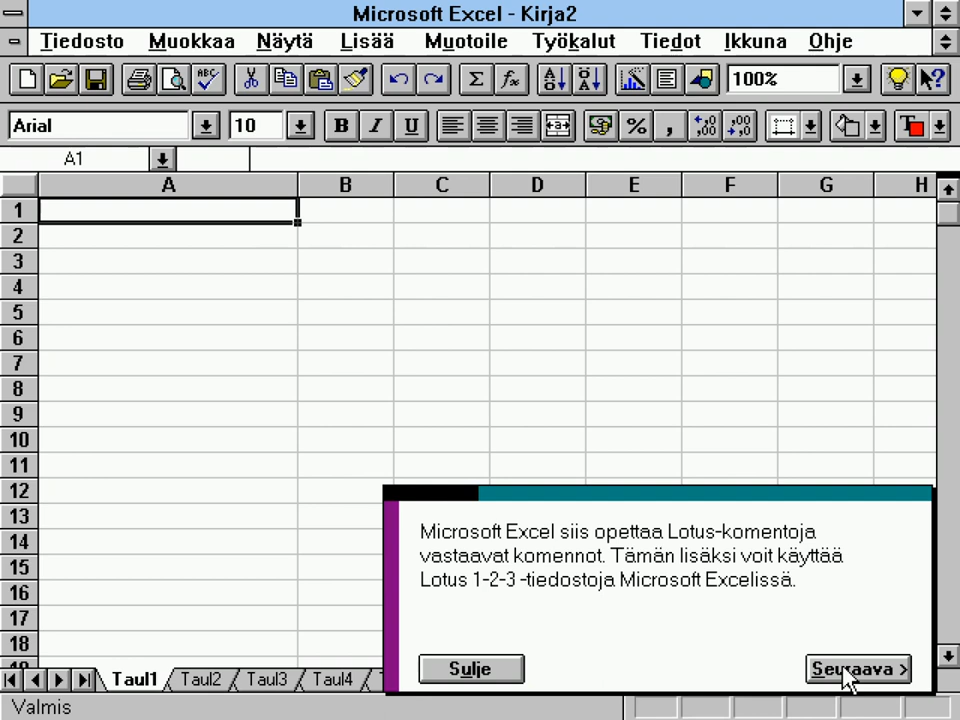 Microsoft Excel - Kirja2
Tiedosto Muokkaa Näytä Lisää Muotoile Työkalut Tiedot Ikkuna Ohje
100%
Arial 10 B I U
A1
A B C D E F G H
1
2
3
4
5
6
7
8
9
10
11
12
13
14
15
16
17
18
19
Microsoft Excel siis opettaa Lotus-komentoja
vastaavat komennot. Tämän lisäksi voit käyttää
Lotus 1-2-3 -tiedostoja Microsoft Excelissä.
Sulje Seuraava >
Taul1 Taul2 Taul3 Taul4
Valmis